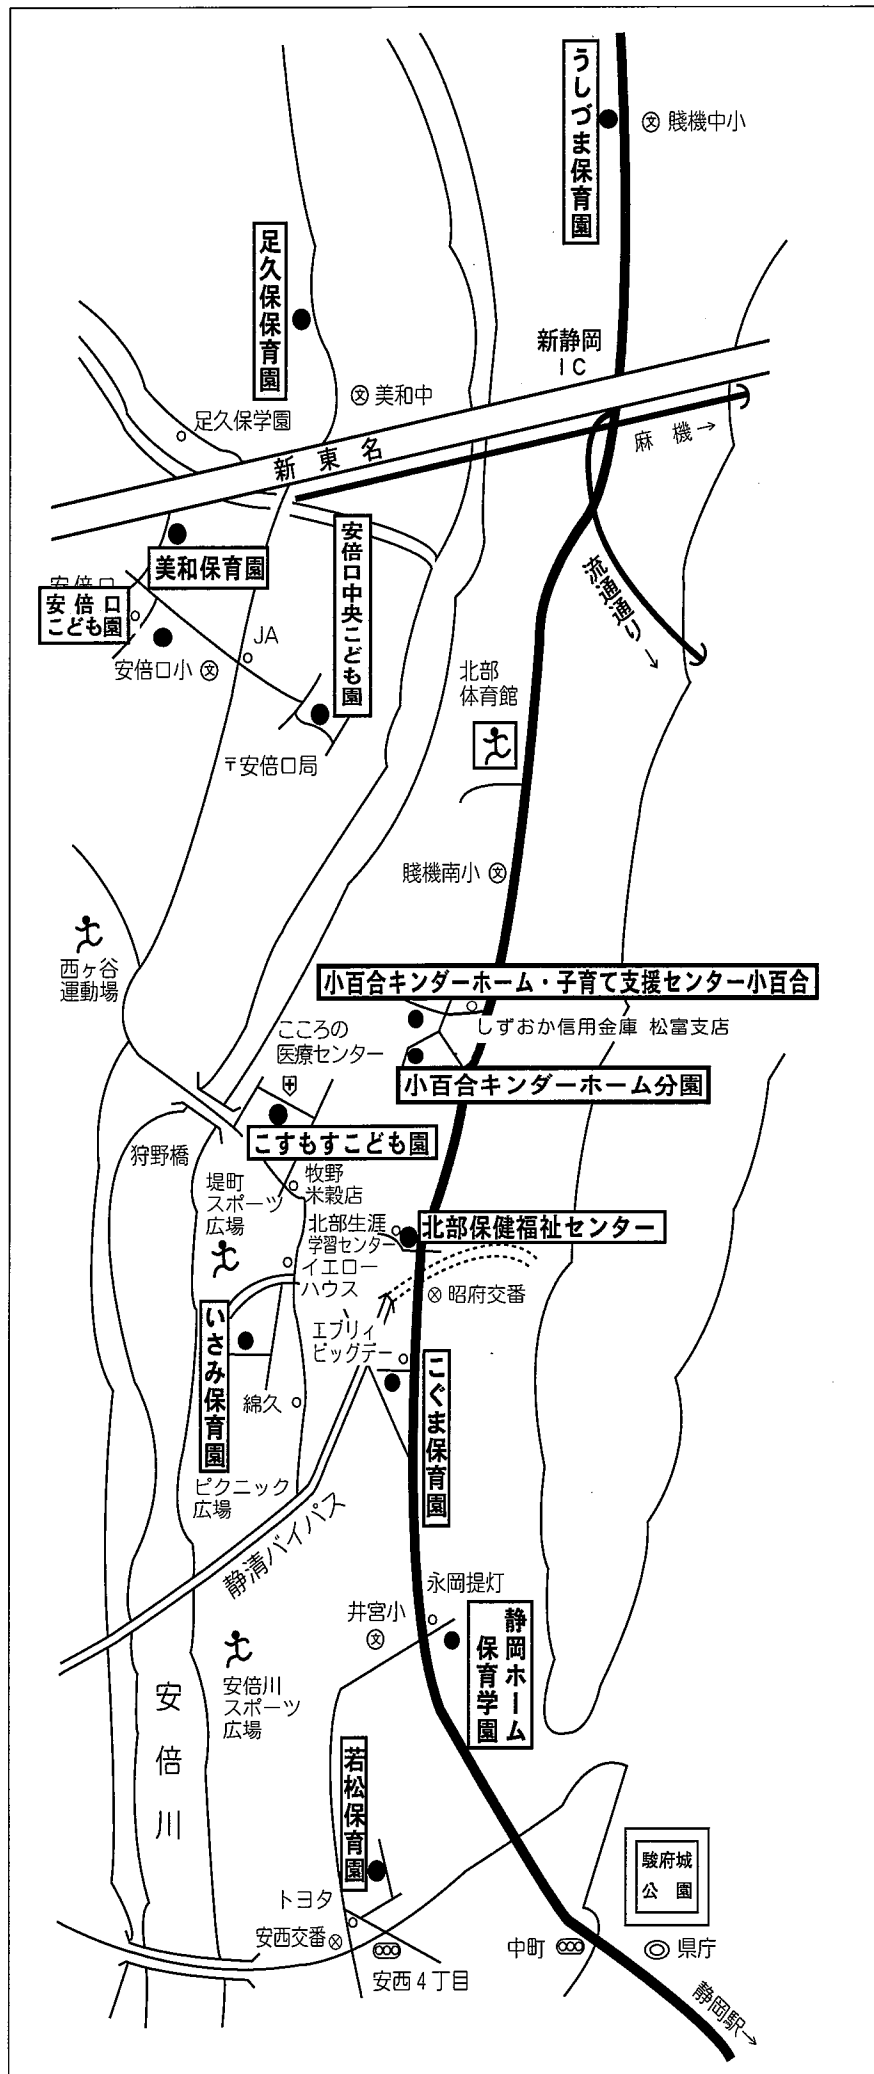 うしづま保育園
賤機中小
足久保保育園
新静岡
IC
美和中
足久保学園
新東名
麻機→
安倍口中央こども園
美和保育園
安倍口
こども園
流通通り→
JA
安倍口小
北部
体育館
〒安倍口局
賤機南小
西ヶ谷
運動場
小百合キンダーホーム・子育て支援センター小百合
しずおか信用金庫 松富支店
こころの
医療センター
小百合キンダーホーム分園
こすもすこども園
狩野橋
堤町
スポーツ
広場
牧野
米穀店
北部生涯
学習センター
北部保健福祉センター
イエロー
ハウス
昭府交番
いさみ保育園
エブリィ
ビッグデー
こぐま保育園
綿久
ピクニック
広場
静清バイパス
永岡提灯
井宮小
静岡ホーム
保育学園
安倍川
スポーツ
広場
安倍川
若松保育園
駿府城
公園
トヨタ
安西交番
中町
県庁
安西4丁目
静岡駅→